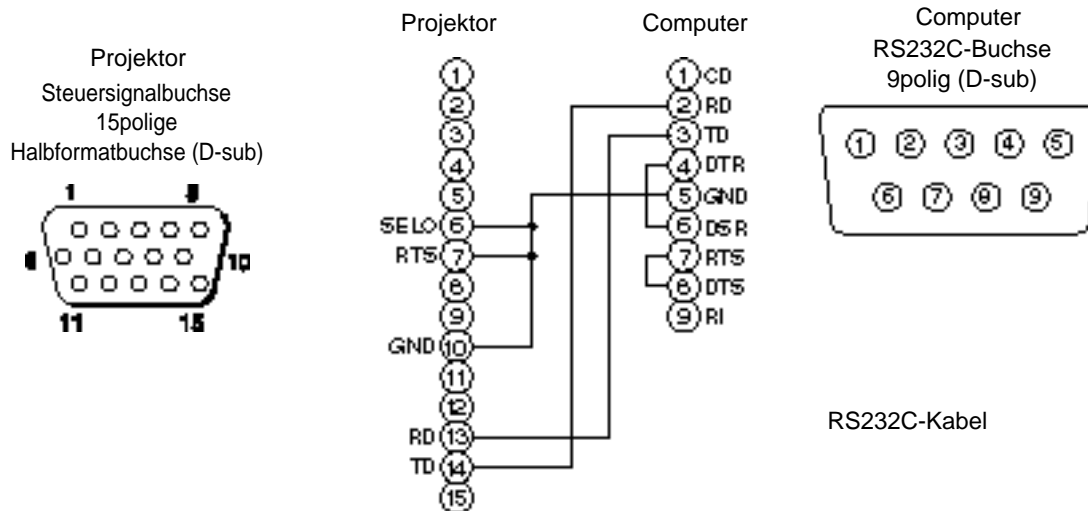 Projektor
Steuersignalbuchse
15polige
Halbformatbuchse (D-sub)
1
5
6
10
11
15
Projektor
1
2
3
4
5
SELO 6
RTS 7
8
9
GND 10
11
12
RD 13
TD 14
15
Computer
1 CD
2 RD
3 TD
4 DTR
5 GND
6 DSR
7 RTS
8 DTS
9 RI
Computer
RS232C-Buchse
9polig (D-sub)
1 2 3 4 5
6 7 8 9
RS232C-Kabel